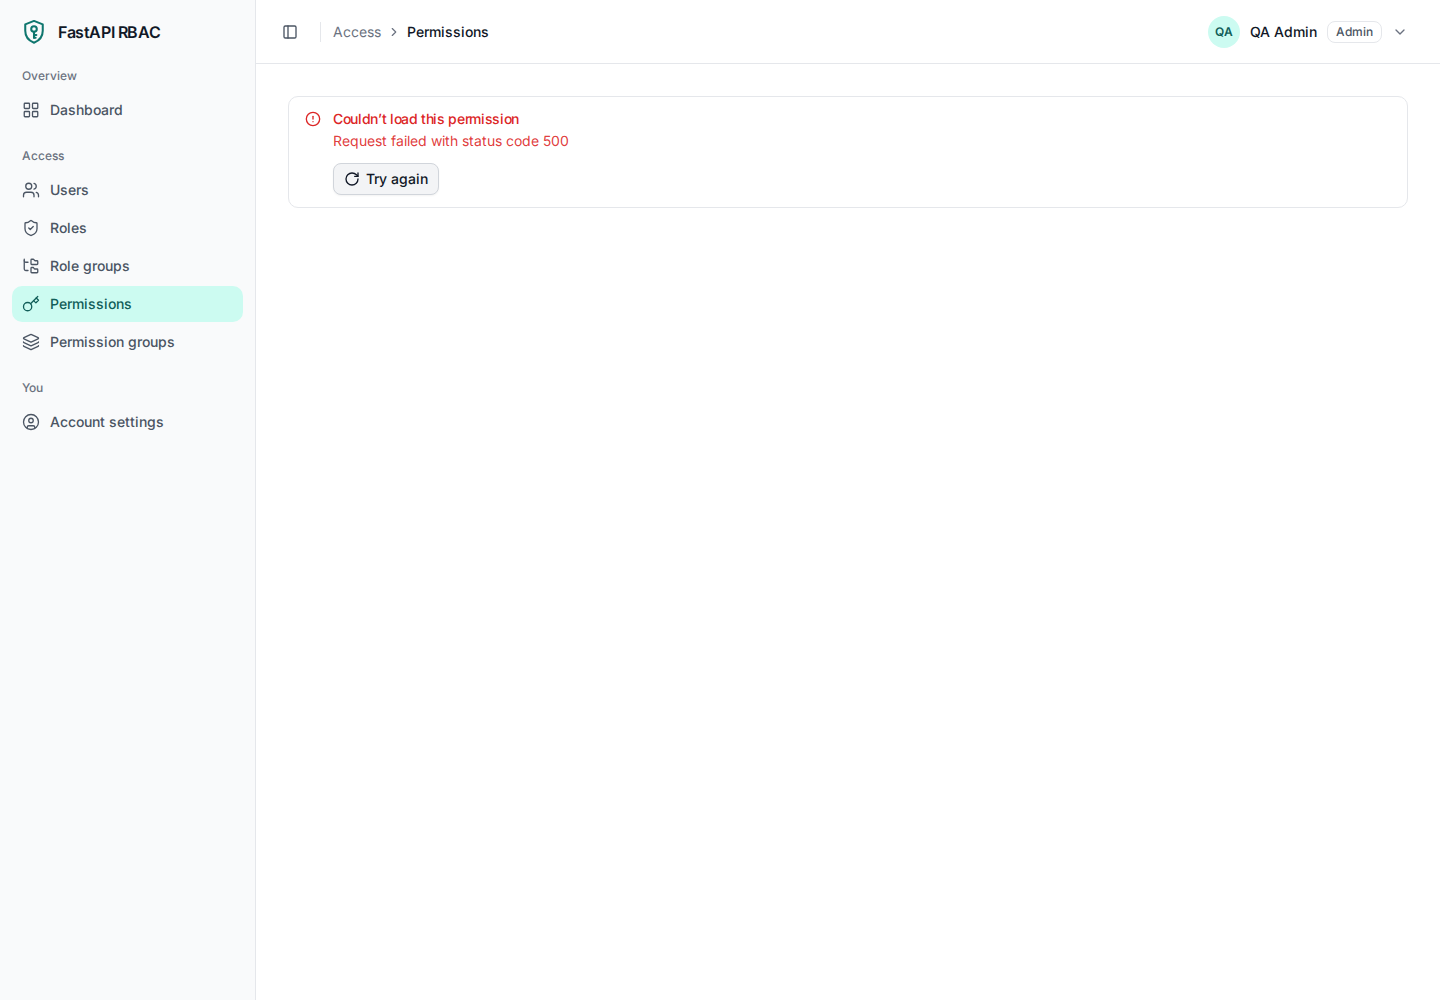 FastAPI RBAC
Overview
Dashboard
Access
Users
Roles
Role groups
Permissions
Permission groups
You
Account settings
Access > Permissions
QA QA Admin Admin
Couldn’t load this permission
Request failed with status code 500
Try again